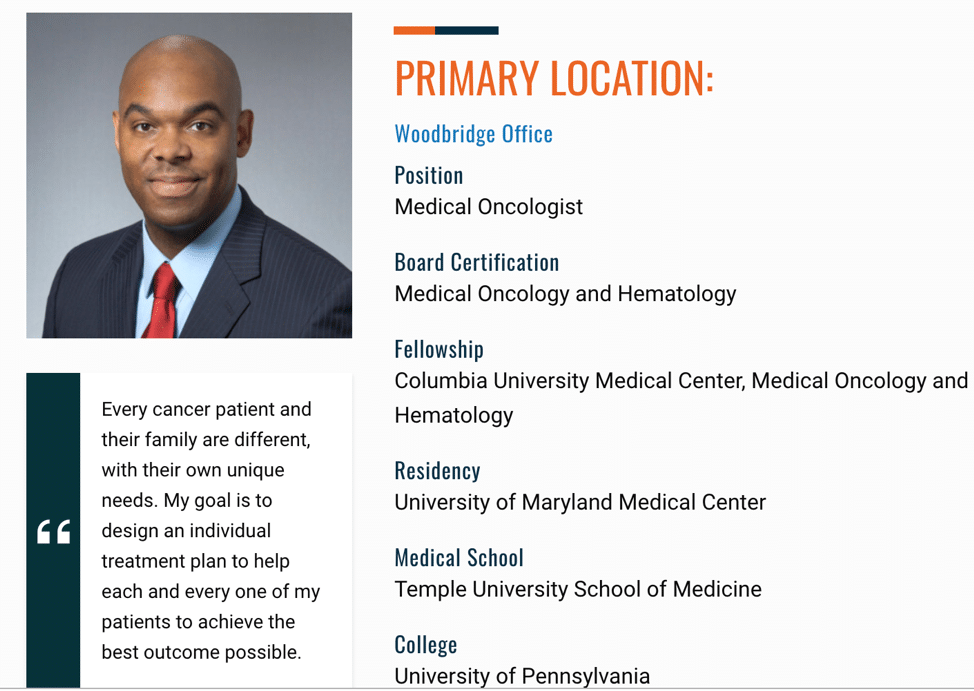 PRIMARY LOCATION:
Woodbridge Office
Position
Medical Oncologist
Board Certification
Medical Oncology and Hematology
Fellowship
Columbia University Medical Center, Medical Oncology and
Hematology
Residency
University of Maryland Medical Center
Medical School
Temple University School of Medicine
College
University of Pennsylvania
“
Every cancer patient and
their family are different,
with their own unique
needs. My goal is to
design an individual
treatment plan to help
each and every one of my
patients to achieve the
best outcome possible.